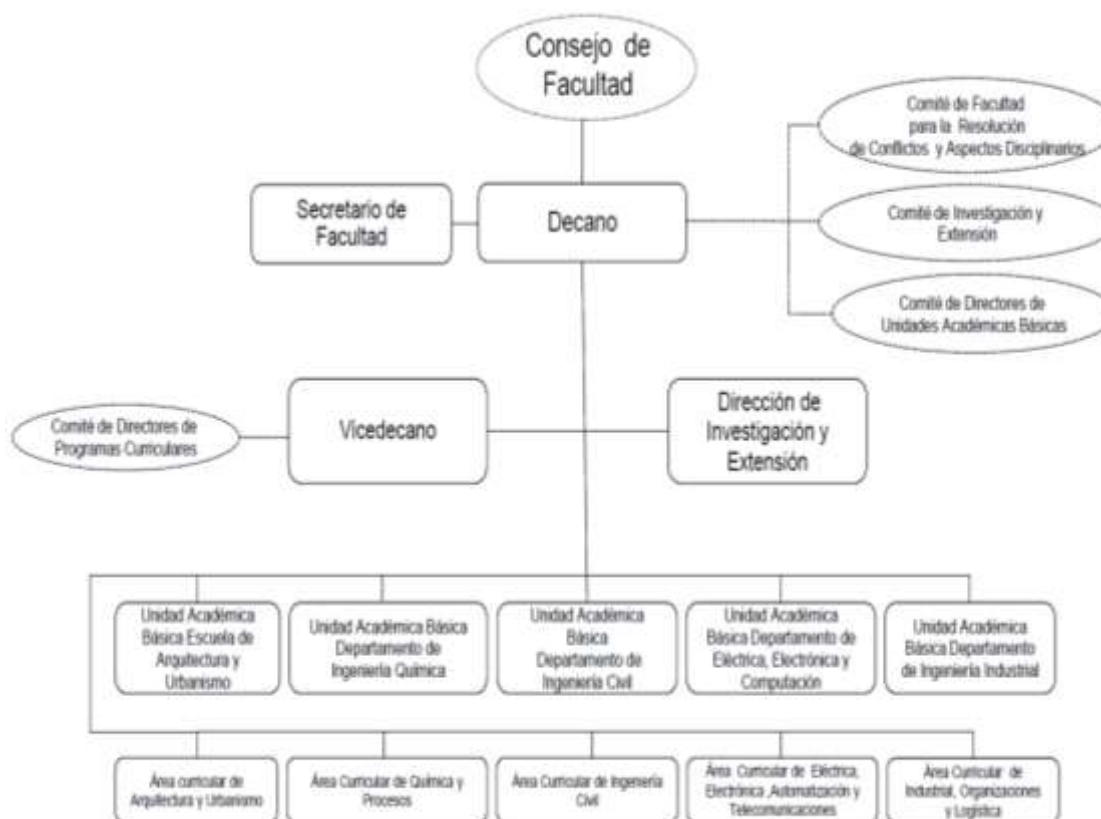 Consejo de
Facultad
Comité de Facultad
para la Resolución
de Conflictos y Aspectos Disciplinarios
Secretario de
Facultad
Decano
Comité de Investigación y
Extensión
Comité de Directores de
Unidades Académicas Básicas
Comité de Directores de
Programas Curriculares
Vicedecano
Dirección de
Investigación y
Extensión
Unidad Académica
Básica Escuela de
Arquitectura y
Urbanismo
Unidad Académica Básica
Departamento de
Ingeniería Química
Unidad Académica
Básica
Departamento de
Ingeniería Civil
Unidad Académica
Básica Departamento de
Eléctrica, Electrónica y
Computación
Unidad Académica
Básica Departamento
de Ingeniería Industrial
Área curricular de
Arquitectura y Urbanismo
Área Curricular de Química y
Procesos
Área Curricular de Ingeniería
Civil
Área Curricular de Eléctrica,
Electrónica ,Automatización y
Telecomunicaciones
Área Curricular de
Industrial, Organizaciones
y Logística